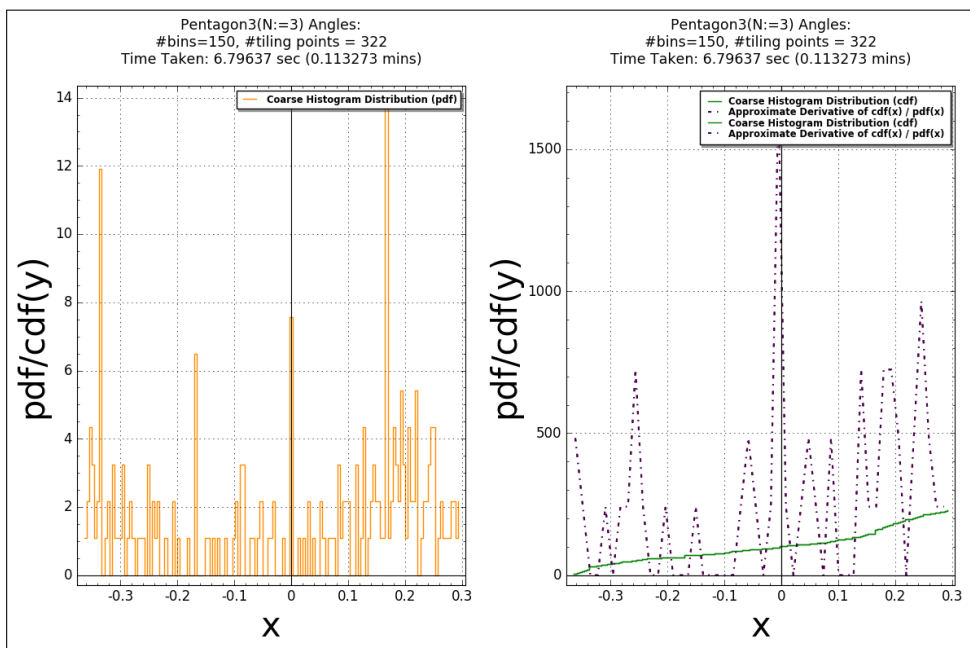 Pentagon3(N:=3) Angles:
#bins=150, #tiling points = 322
Time Taken: 6.79637 sec (0.113273 mins)
Coarse Histogram Distribution (pdf)
14
12
10
8
6
4
2
0
pdf/cdf(y)
-0.3
-0.2
-0.1
0
0.1
0.2
0.3
x
Pentagon3(N:=3) Angles:
#bins=150, #tiling points = 322
Time Taken: 6.79637 sec (0.113273 mins)
Coarse Histogram Distribution (cdf)
Approximate Derivative of cdf(x) / pdf(x)
Coarse Histogram Distribution (cdf)
Approximate Derivative of cdf(x) / pdf(x)
1500
1000
500
0
pdf/cdf(y)
-0.3
-0.2
-0.1
0
0.1
0.2
0.3
x